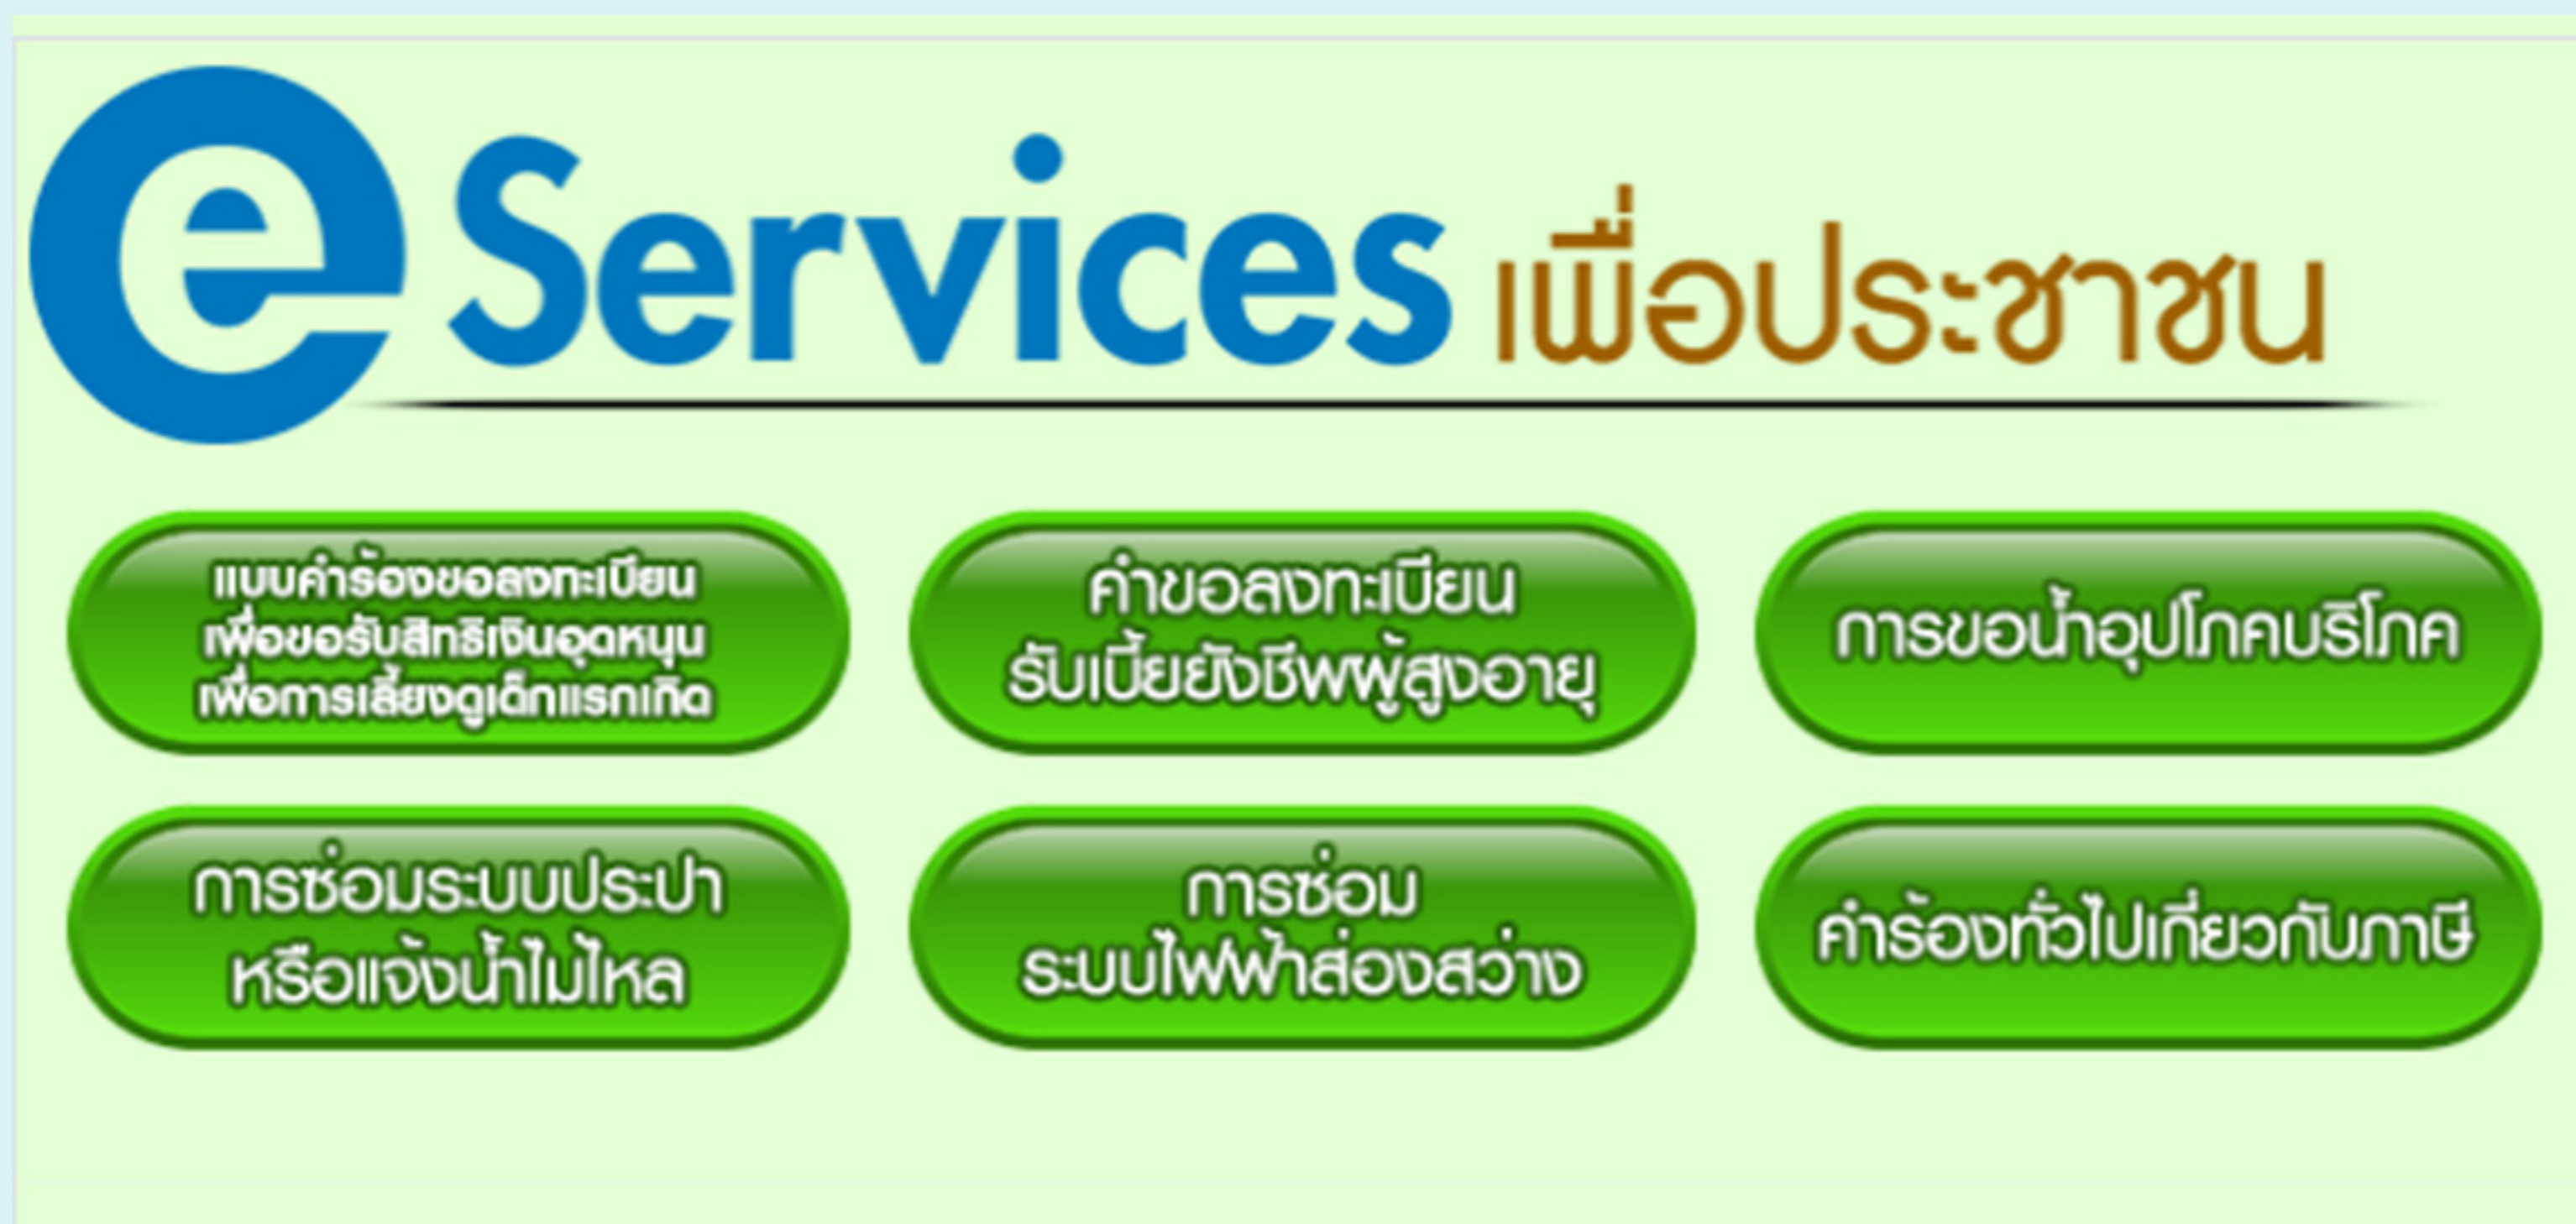 e Services เพื่อประชาชน
แบบคำร้องขอลงทะเบียน
เพื่อขอรับสิทธิเงินอุดหนุน
เพื่อการเลี้ยงดูเด็กแรกเกิด
คำขอลงทะเบียน
รับเบี้ยยังชีพผู้สูงอายุ
การขอน้ำอุปโภคบริโภค
การซ่อมระบบประปา
หรือแจ้งน้ำไม่ไหล
การซ่อม
ระบบไฟฟ้าส่องสว่าง
คำร้องทั่วไปเกี่ยวกับภาษี